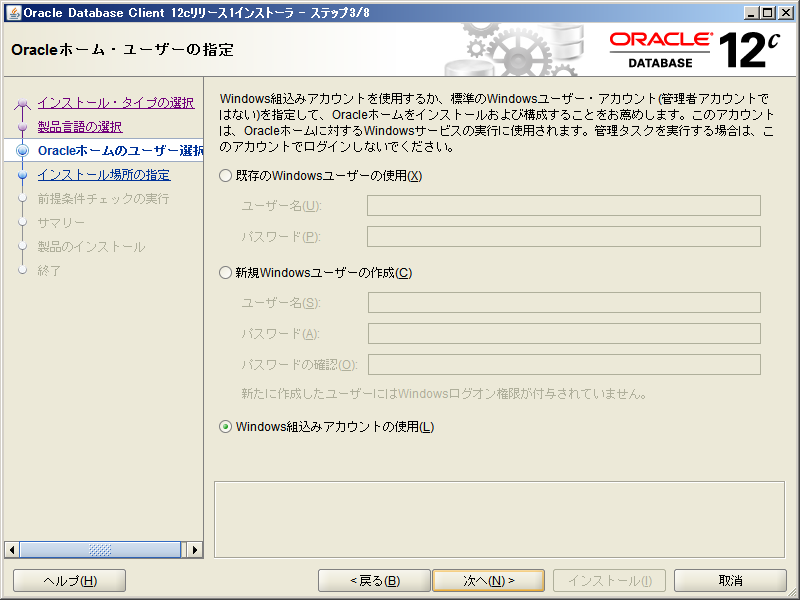 Oracle Database Client 12cリリース1インストーラ - ステップ3/8
Oracleホーム・ユーザーの指定
ORACLE
DATABASE
12c
インストール・タイプの選択
製品言語の選択
Oracleホームのユーザー選択
インストール場所の指定
前提条件チェックの実行
サマリー
製品のインストール
終了
Windows組込みアカウントを使用するか、標準のWindowsユーザー・アカウント(管理者アカウントで
はない)を指定して、Oracleホームをインストールおよび構成することをお薦めします。このアカウント
は、Oracleホームに対するWindowsサービスの実行に使用されます。管理タスクを実行する場合は、こ
のアカウントでログインしないでください。
既存のWindowsユーザーの使用(X)
ユーザー名(U):
パスワード(P):
新規Windowsユーザーの作成(C)
ユーザー名(S):
パスワード(A):
パスワードの確認(O):
新たに作成したユーザーにはWindowsログオン権限が付与されていません。
Windows組込みアカウントの使用(L)
ヘルプ(H)
<戻る(B)
次へ(N)>
インストール(I)
取消